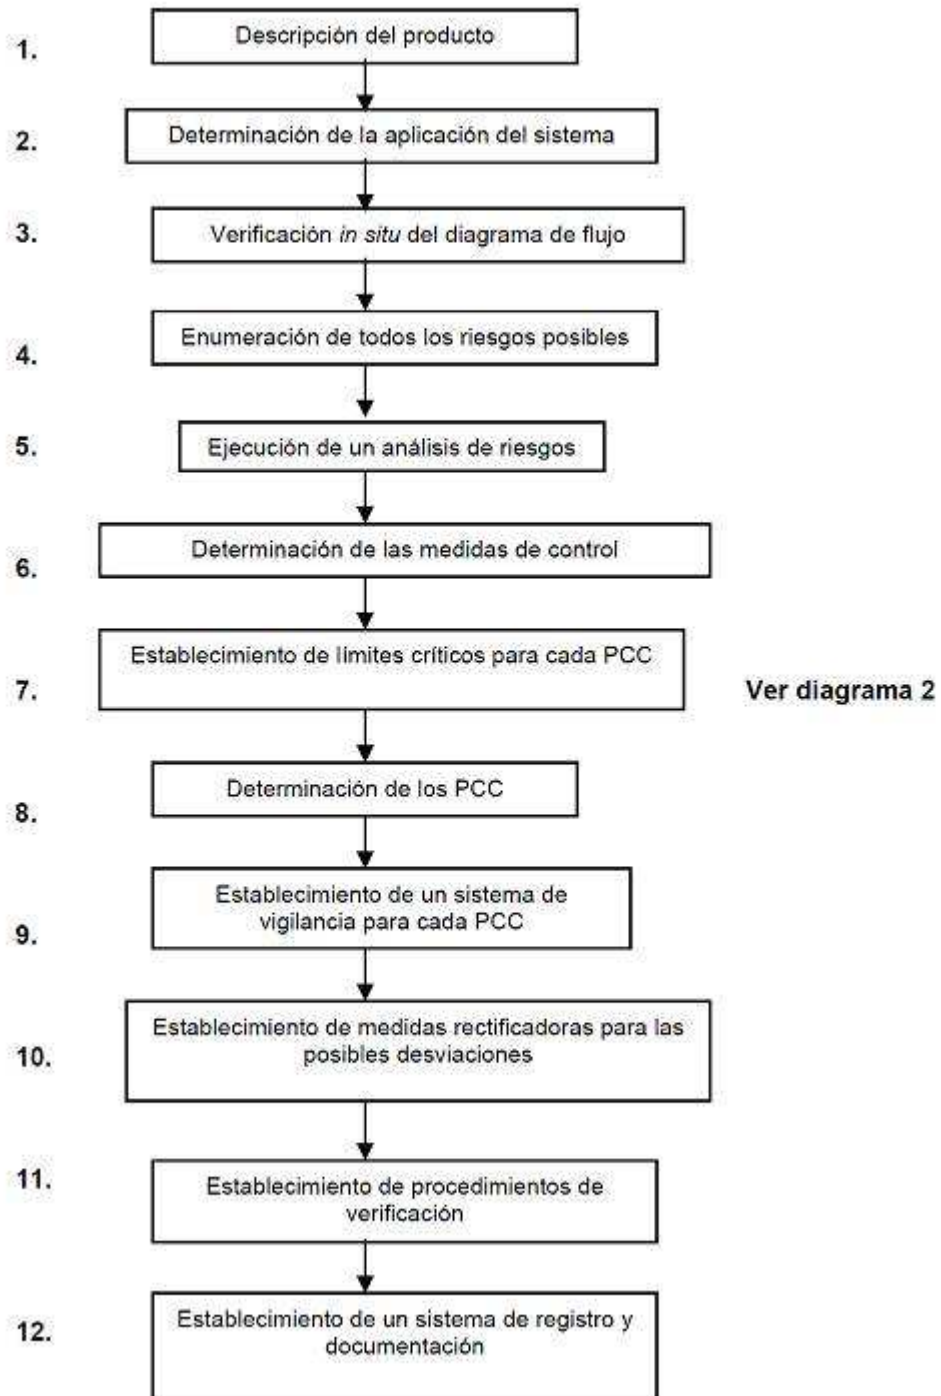 1. Descripción del producto
2. Determinación de la aplicación del sistema
3. Verificación in situ del diagrama de flujo
4. Enumeración de todos los riesgos posibles
5. Ejecución de un análisis de riesgos
6. Determinación de las medidas de control
Establecimiento de límites críticos para cada PCC
7. Ver diagrama 2
8. Determinación de los PCC
Establecimiento de un sistema de
vigilancia para cada PCC
9.
Establecimiento de medidas rectificadoras para las
10. posibles desviaciones
11. Establecimiento de procedimientos de
verificación
Establecimiento de un sistema de registro y
12. documentación